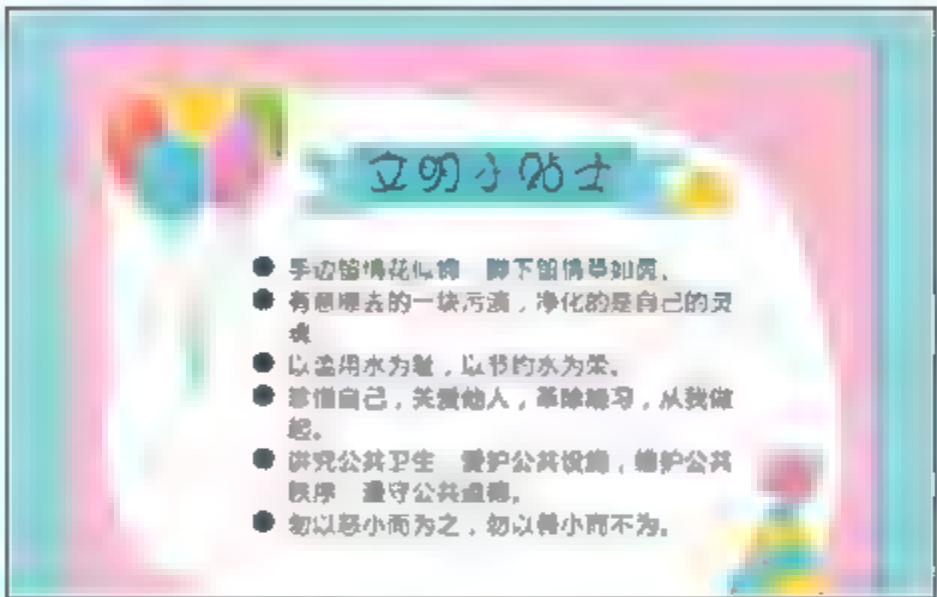 文明小贴士
手边留情花似锦 脚下留情草如茵。
有意擦去的一块污渍，净化的是自己的灵
魂
以滥用水为耻，以节约水为荣。
珍惜自己，关爱他人，革除陋习，从我做
起。
讲究公共卫生 爱护公共设施，维护公共
秩序 遵守公共道德。
勿以恶小而为之，勿以善小而不为。